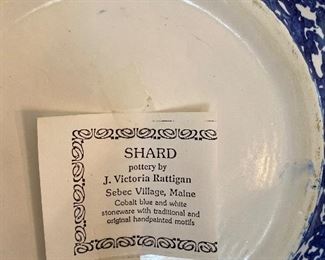 SHARD
pottery by
J. Victoria Rattigan
Sebec Village, Maine
Cobalt blue and white
stoneware with traditional and
original handpainted motifs